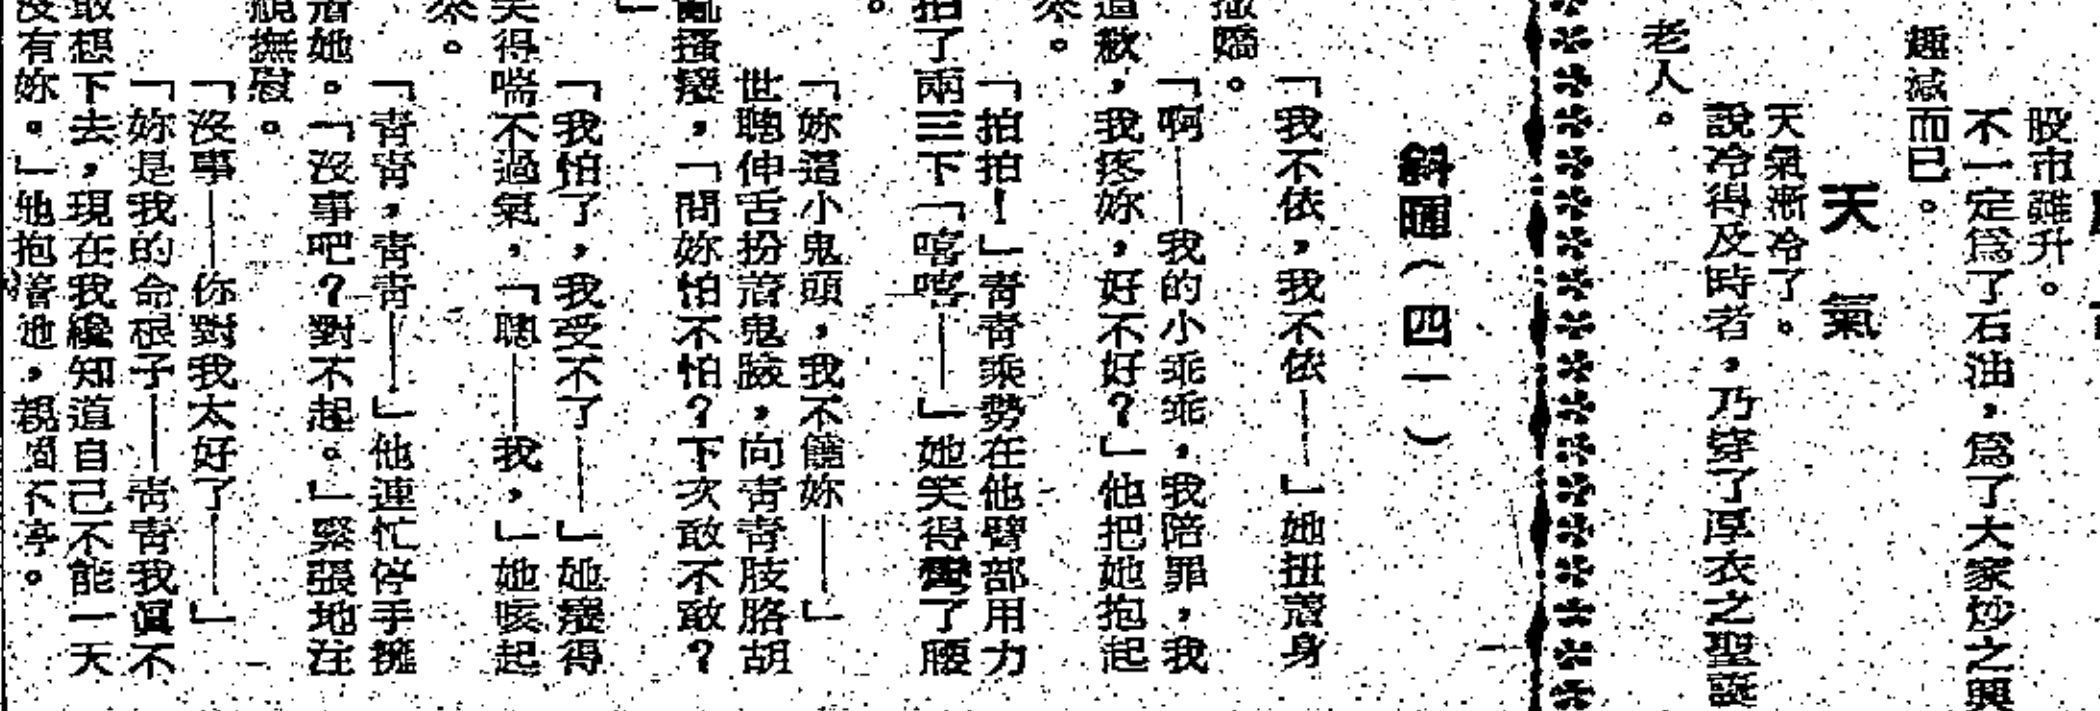 股市雖升。
不一定爲了石油，爲了大家炒之興
趣減而已。
天氣
天氣漸冷了。
說冷得及時者，乃穿了厚衣之聖誕
老人。
斜暉（四一）
「我不依，我不依——」她扭著身
撒嬌。
「啊——我的小乖乖，我陪罪，我
道歉，我疼妳，好不好？」他把她抱起
來。
「拍拍！」青青乘勢在他臂部用力
拍了兩三下「嘻嘻——」她笑得彎了腰
。
「妳這小鬼頭，我不饒妳——」
世聰伸舌扮著鬼臉，向青青肢胳胡
亂搔癢，「問妳怕不怕？下次敢不敢？
」
「我怕了，我受不了——」她癢得
笑得喘不過氣，「聰——我，」她咳起
來。
「青青，青青——」他連忙停手擁
著她。「沒事吧？對不起。」緊張地注
視撫慰。
「沒事——你對我太好了——」
「妳是我的命根子——青青我眞不
敢想下去，現在我纔知道自己不能一天
沒有妳。」他抱著她，親個不停。